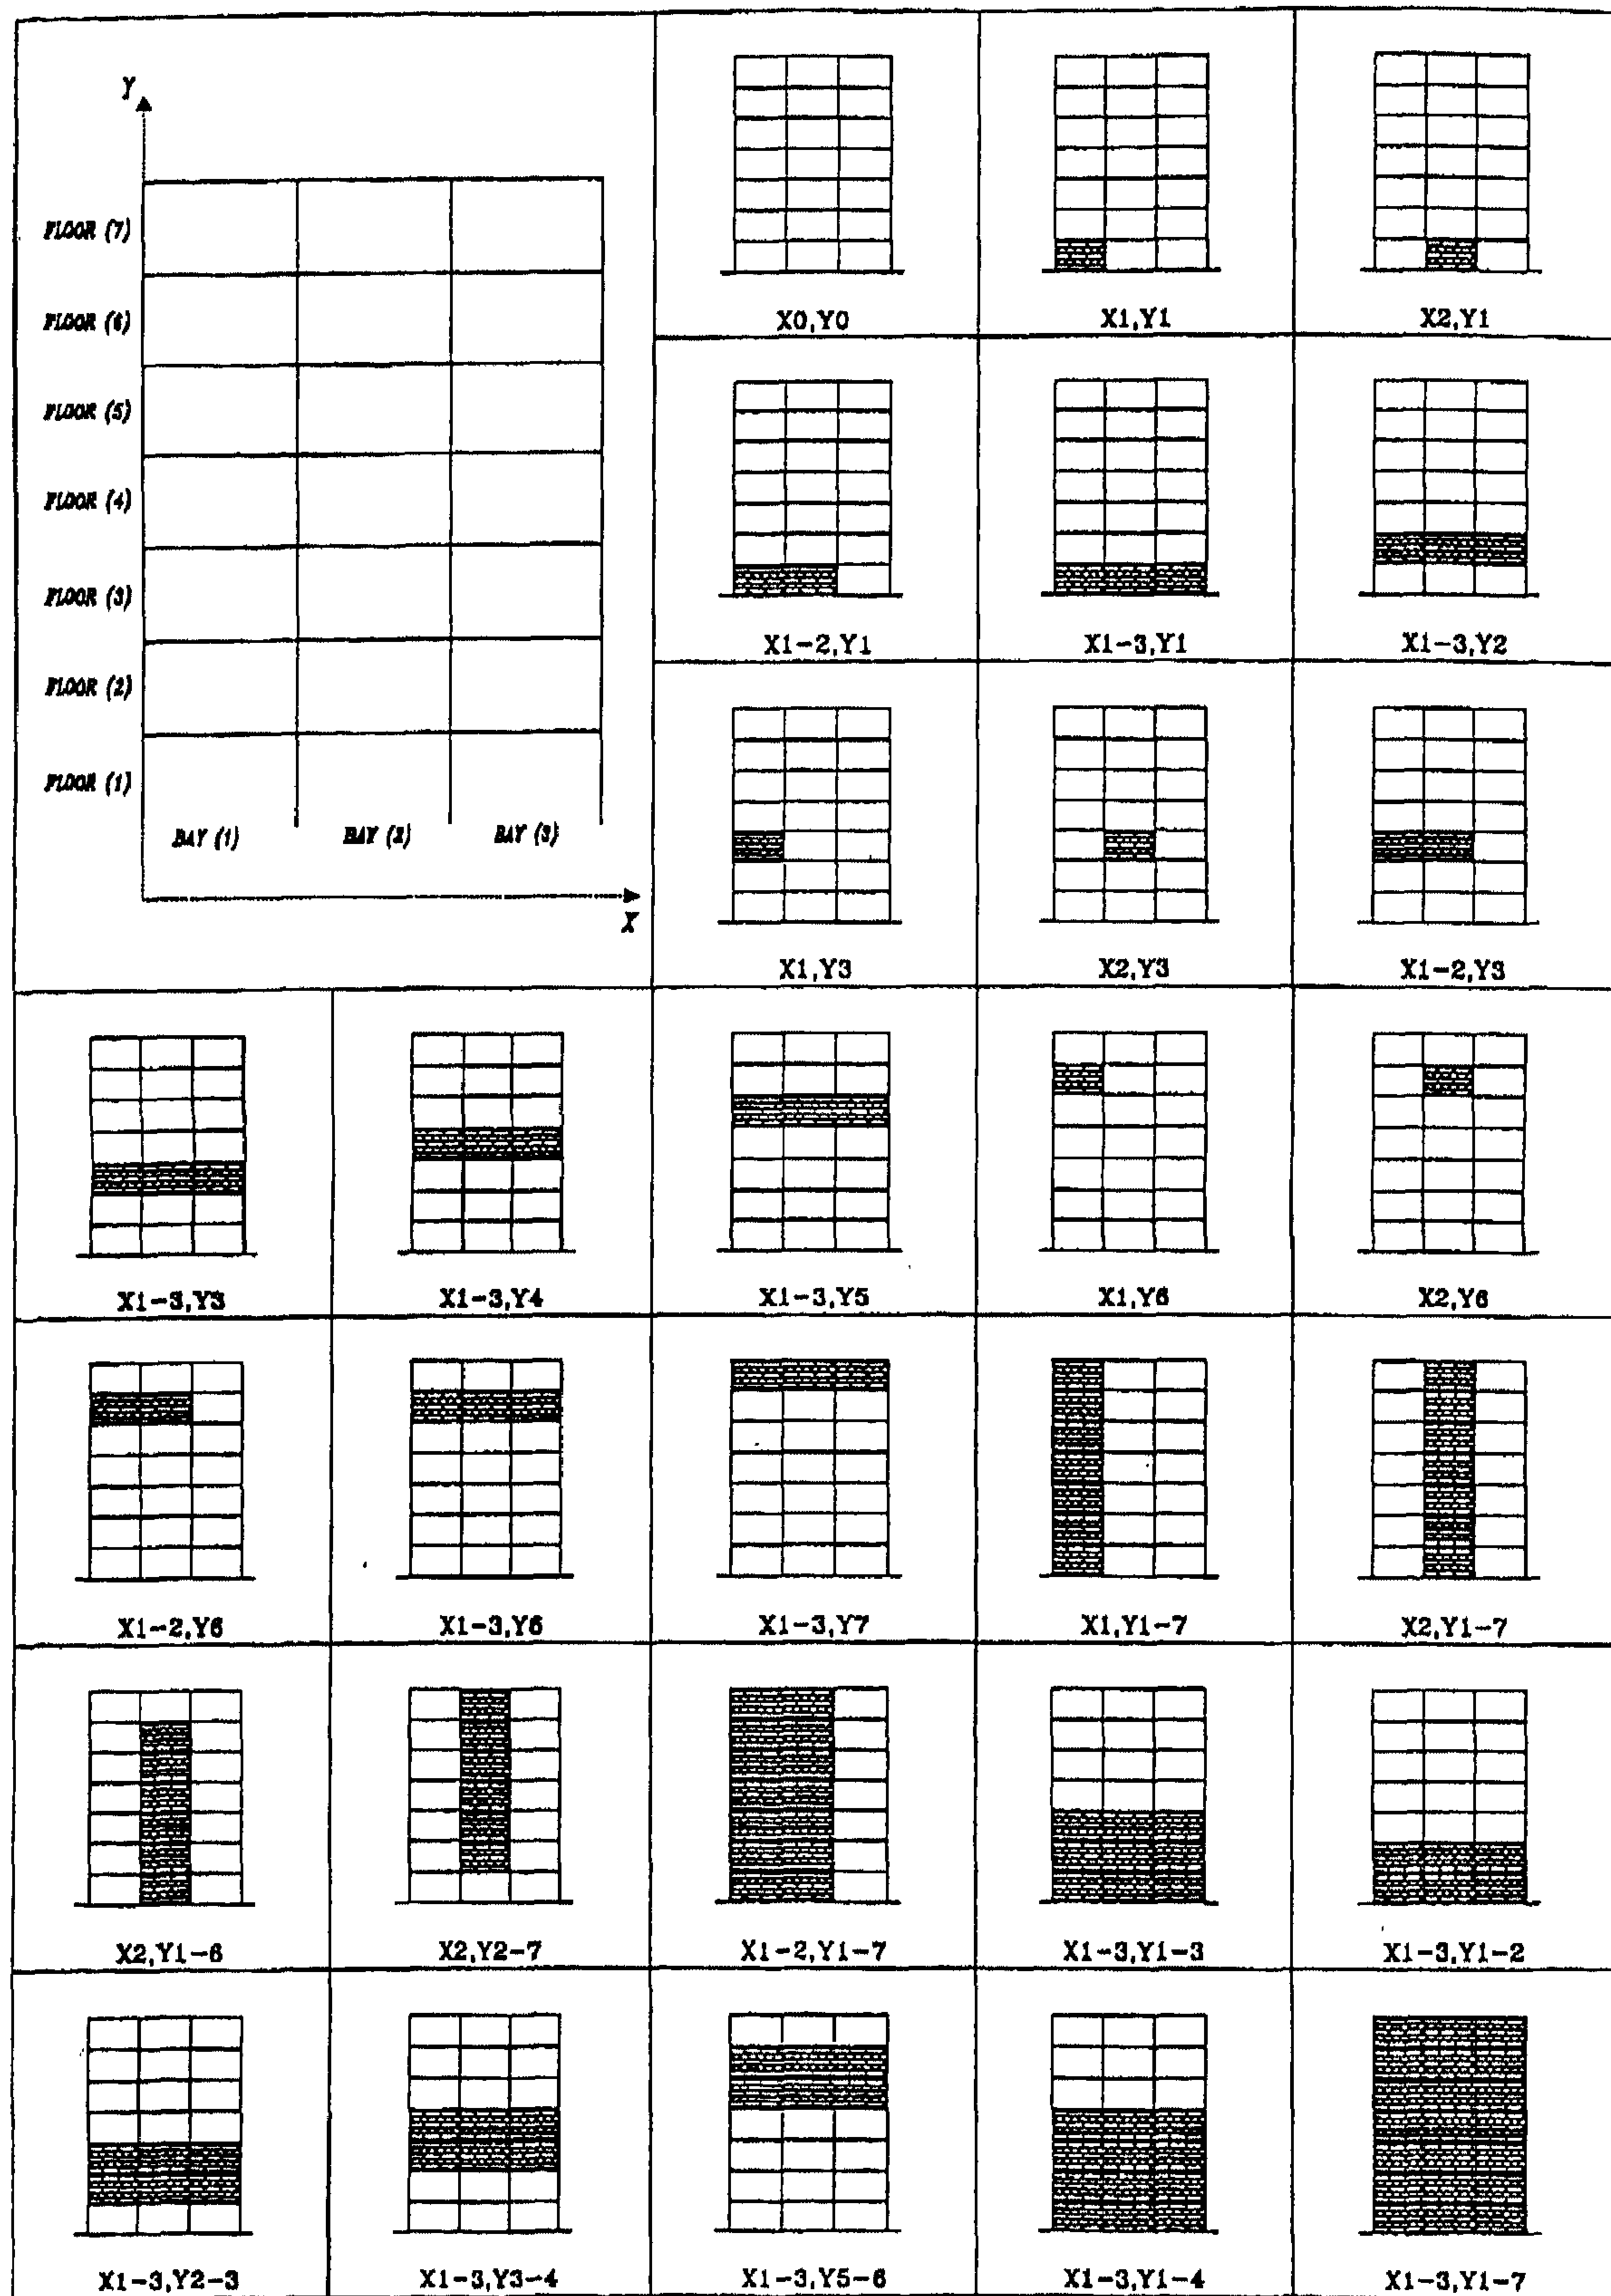 Y
FLOOR (7)
FLOOR (6)
FLOOR (5)
FLOOR (4)
FLOOR (3)
FLOOR (2)
FLOOR (1)
BAY (1) BAY (2) BAY (3)
X
X0,Y0 X1,Y1 X2,Y1
X1-2,Y1 X1-3,Y1 X1-3,Y2
X1,Y3 X2,Y3 X1-2,Y3
X1-3,Y3 X1-3,Y4 X1-3,Y5 X1,Y6 X2,Y6
X1-2,Y6 X1-3,Y6 X1-3,Y7 X1,Y1-7 X2,Y1-7
X2,Y1-6 X2,Y2-7 X1-2,Y1-7 X1-3,Y1-3 X1-3,Y1-2
X1-3,Y2-3 X1-3,Y3-4 X1-3,Y5-6 X1-3,Y1-4 X1-3,Y1-7